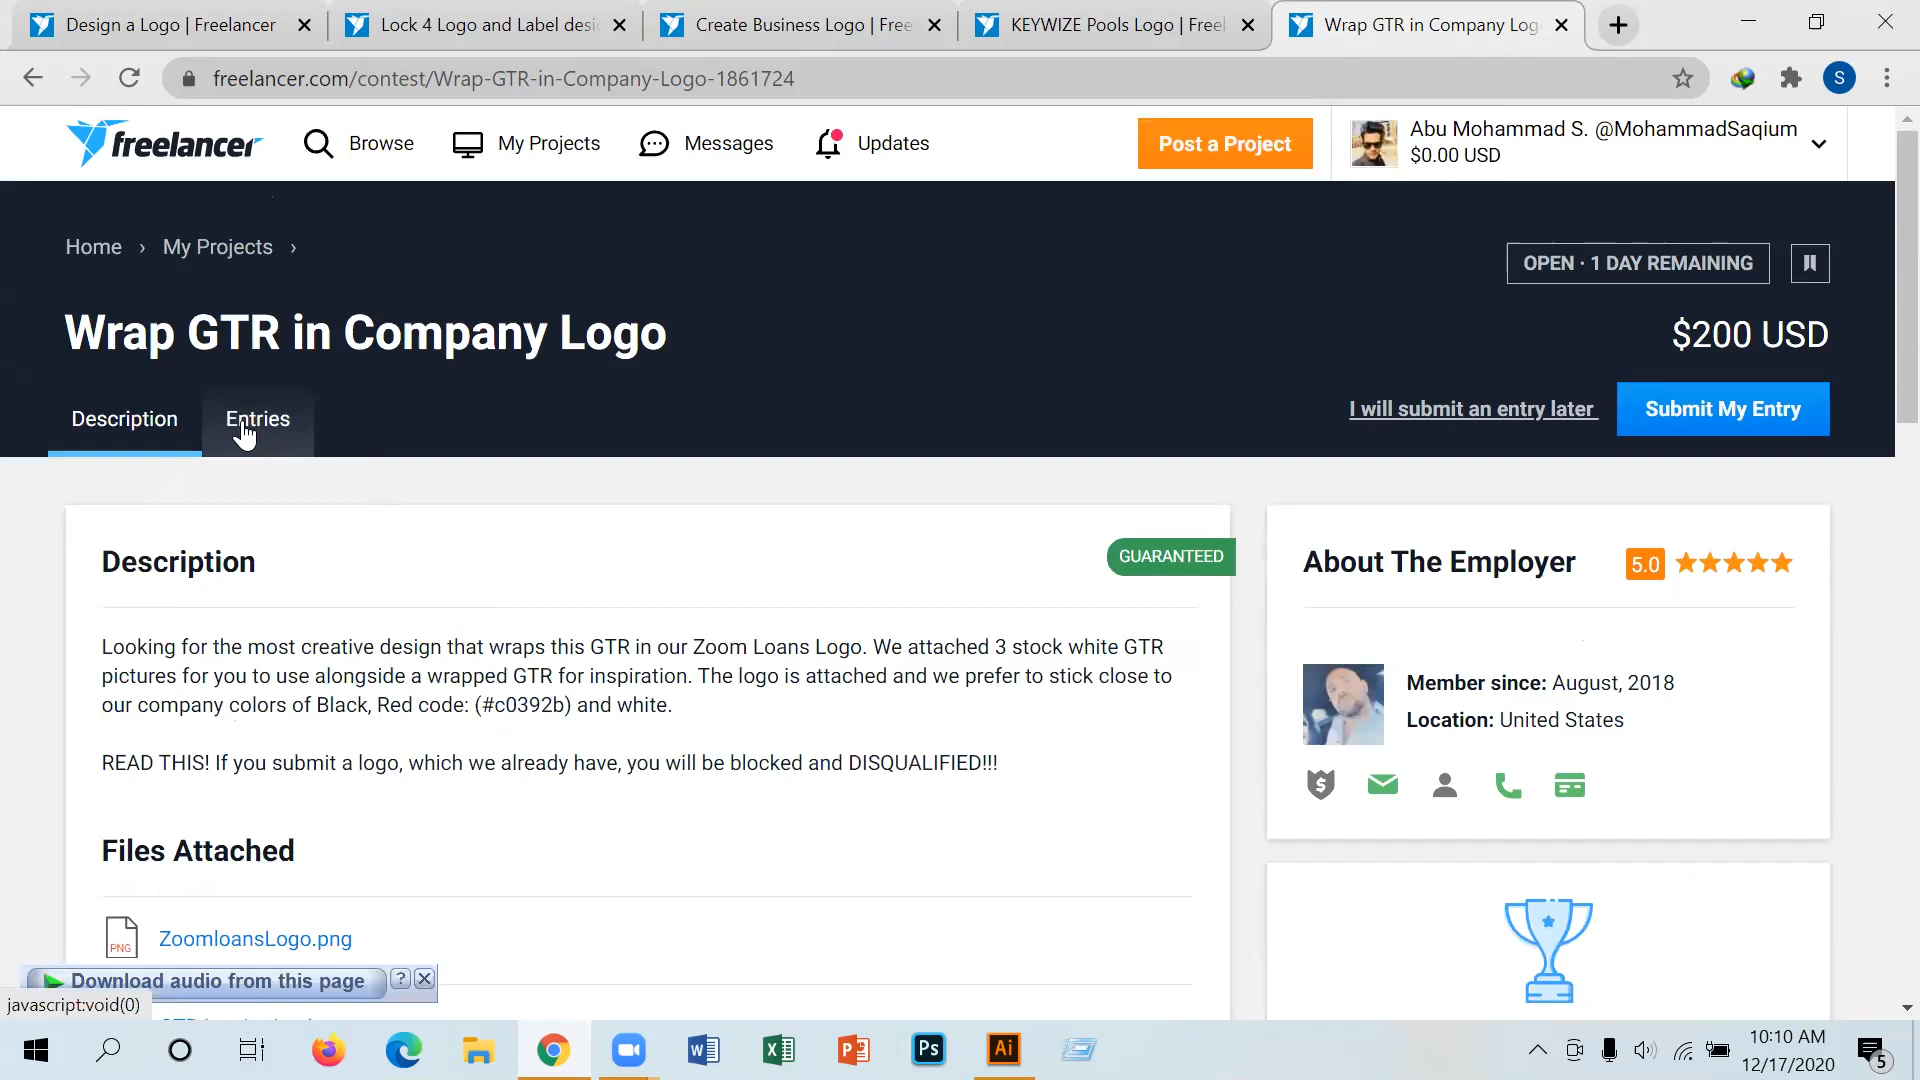 Design a Logo | Freelancer
Lock 4 Logo and Label desi
Create Business Logo | Free
KEYWIZE Pools Logo | Freel
Wrap GTR in Company Log
freelancer.com/contest/Wrap-GTR-in-Company-Logo-1861724
S
freelancer
Browse
My Projects
Messages
Updates
Post a Project
Abu Mohammad S. @MohammadSaqium
$0.00 USD
Home › My Projects ›
OPEN · 1 DAY REMAINING
Wrap GTR in Company Logo
$200 USD
Description
Entries
I will submit an entry later
Submit My Entry
Description
GUARANTEED
Looking for the most creative design that wraps this GTR in our Zoom Loans Logo. We attached 3 stock white GTR
pictures for you to use alongside a wrapped GTR for inspiration. The logo is attached and we prefer to stick close to
our company colors of Black, Red code: (#c0392b) and white.
READ THIS! If you submit a logo, which we already have, you will be blocked and DISQUALIFIED!!!
Files Attached
PNG
ZoomloansLogo.png
About The Employer
5.0
Member since: August, 2018
Location: United States
Download audio from this page
?
javascript:void(0)
Ps
Ai
10:10 AM
12/17/2020
5